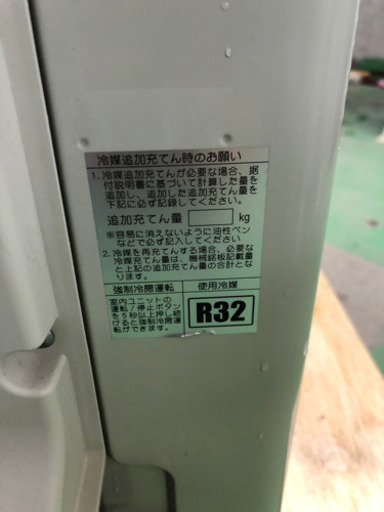 冷媒追加充てん時のお願い
1. 冷媒追加充てんが必要な場合、据
付説明書に基づいて計算した量を
追加し、追加した追加充てん量を
下記に必ず記録してください。
追加充てん量 kg
※容易に消えないように油性ペン
などで必ず記入してください
2. 冷媒を再充てんする場合、必要な
冷媒充てん量は、機械銘板記載量
と上記の追加充てん量の合計とな
ります。
強制冷房運転 使用冷媒
室内ユニットの
運転/停止ボタン
を5秒以上押し続
けると強制冷房運
転ができます。
R32